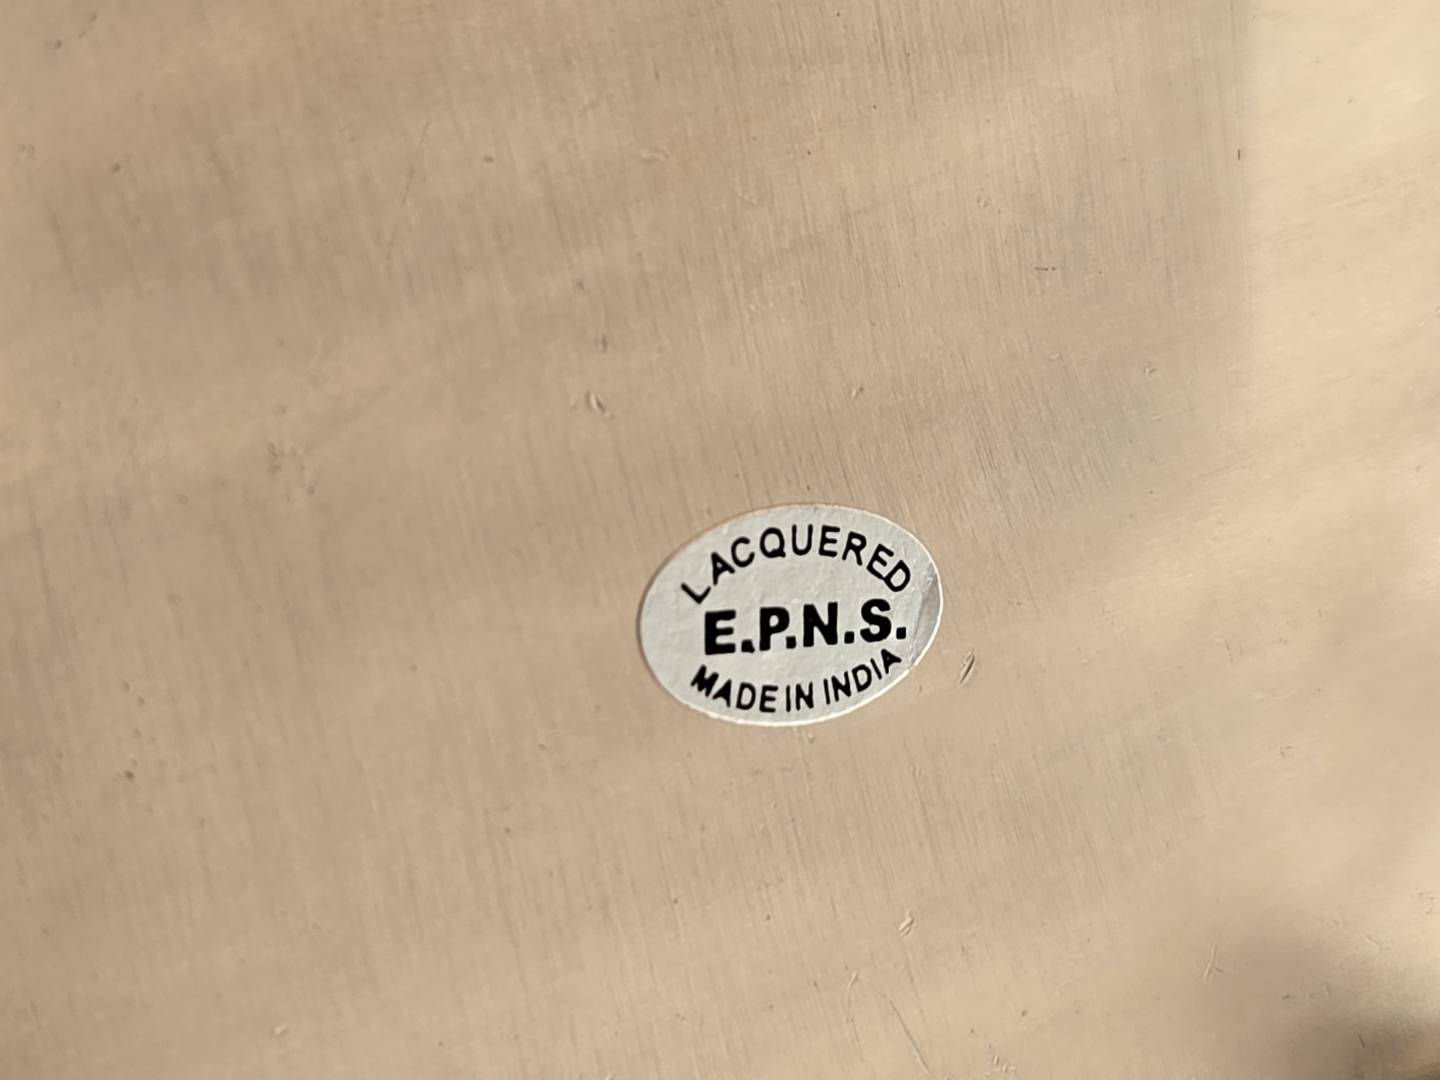 LACQUERED
E.P.N.S.
MADE IN INDIA